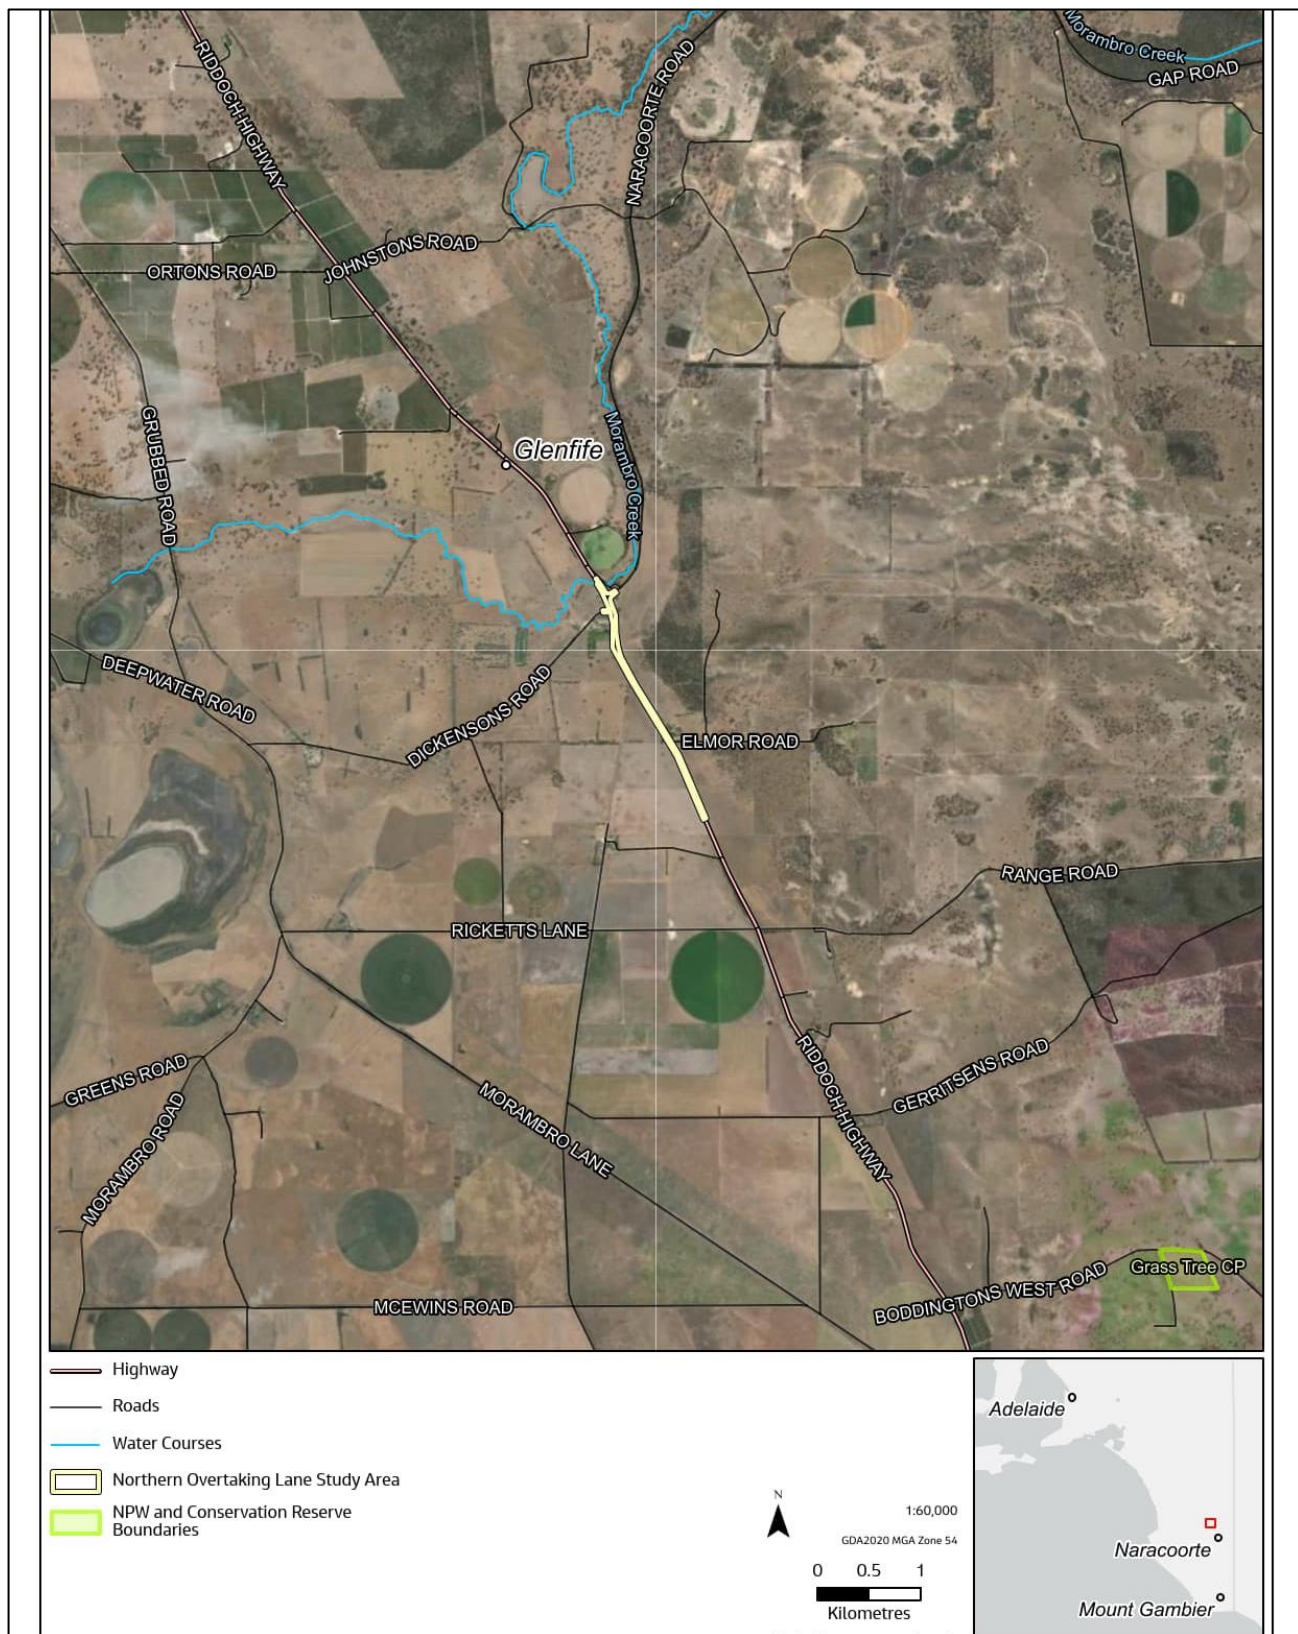 Morambro Creek
GAP ROAD
RIDDOCH HIGHWAY
NARACOORTE ROAD
JOHNSTONS ROAD
ORTONS ROAD
GRUBBED ROAD
Glenfife
Morambro Creek
DEEPWATER ROAD
DICKENSONS ROAD
ELMOR ROAD
RANGE ROAD
RICKETTS LANE
GREENS ROAD
MORAMBRO ROAD
MORAMBRO LANE
RIDDOCH HIGHWAY
GERRITSENS ROAD
BODDINGTONS WEST ROAD
Grass Tree CP
MCEWINS ROAD
Highway
Roads
Water Courses
Northern Overtaking Lane Study Area
NPW and Conservation Reserve
Boundaries
N
1:60,000
GDA2020 MGA Zone 54
0 0.5 1
Kilometres
Adelaide
Naracoorte
Mount Gambier